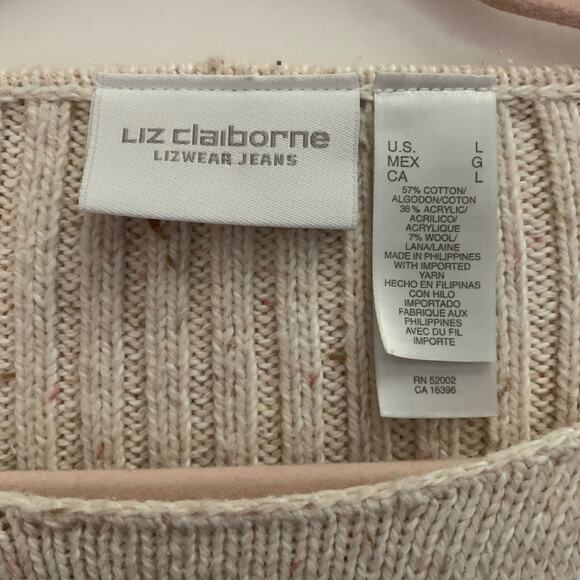 Liz claiborne
LIZWEAR JEANS
U.S. L
MEX G
CA L
57% COTTON/
ALGODON/COTON
36% ACRYLIC/
ACRILICO/
ACRYLIQUE
7% WOOL/
LANA/LAINE
MADE IN PHILIPPINES
WITH IMPORTED
YARN
HECHO EN FILIPINAS
CON HILO
IMPORTADO
FABRIQUE AUX
PHILIPPINES
AVEC DU FIL
IMPORTE
RN 52002
CA 16396